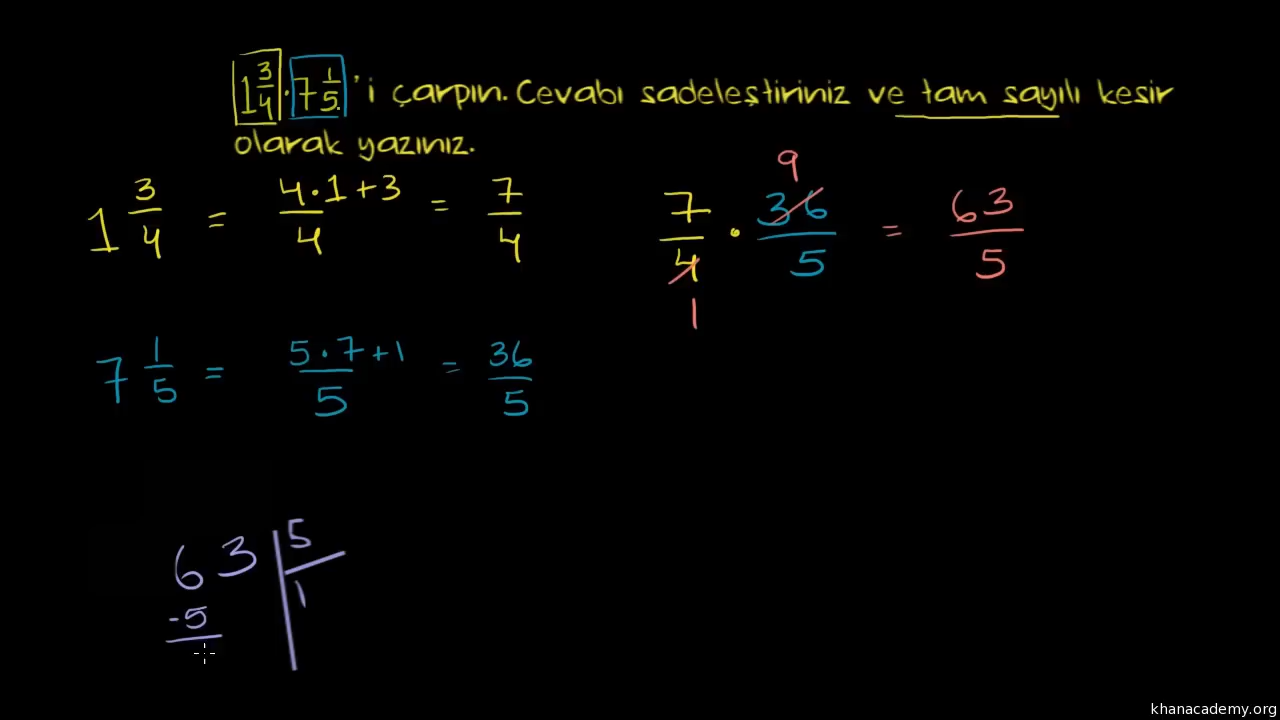 1 3/4 · 7 1/5 'i çarpın. Cevabı sadeleştiriniz ve tam sayılı kesir
olarak yazınız.
1 3/4 = 4·1+3/4 = 7/4
7/4 · 36/5 = 63/5
9
1
7 1/5 = 5·7+1/5 = 36/5
63 | 5
-5 | 1
khanacademy.org